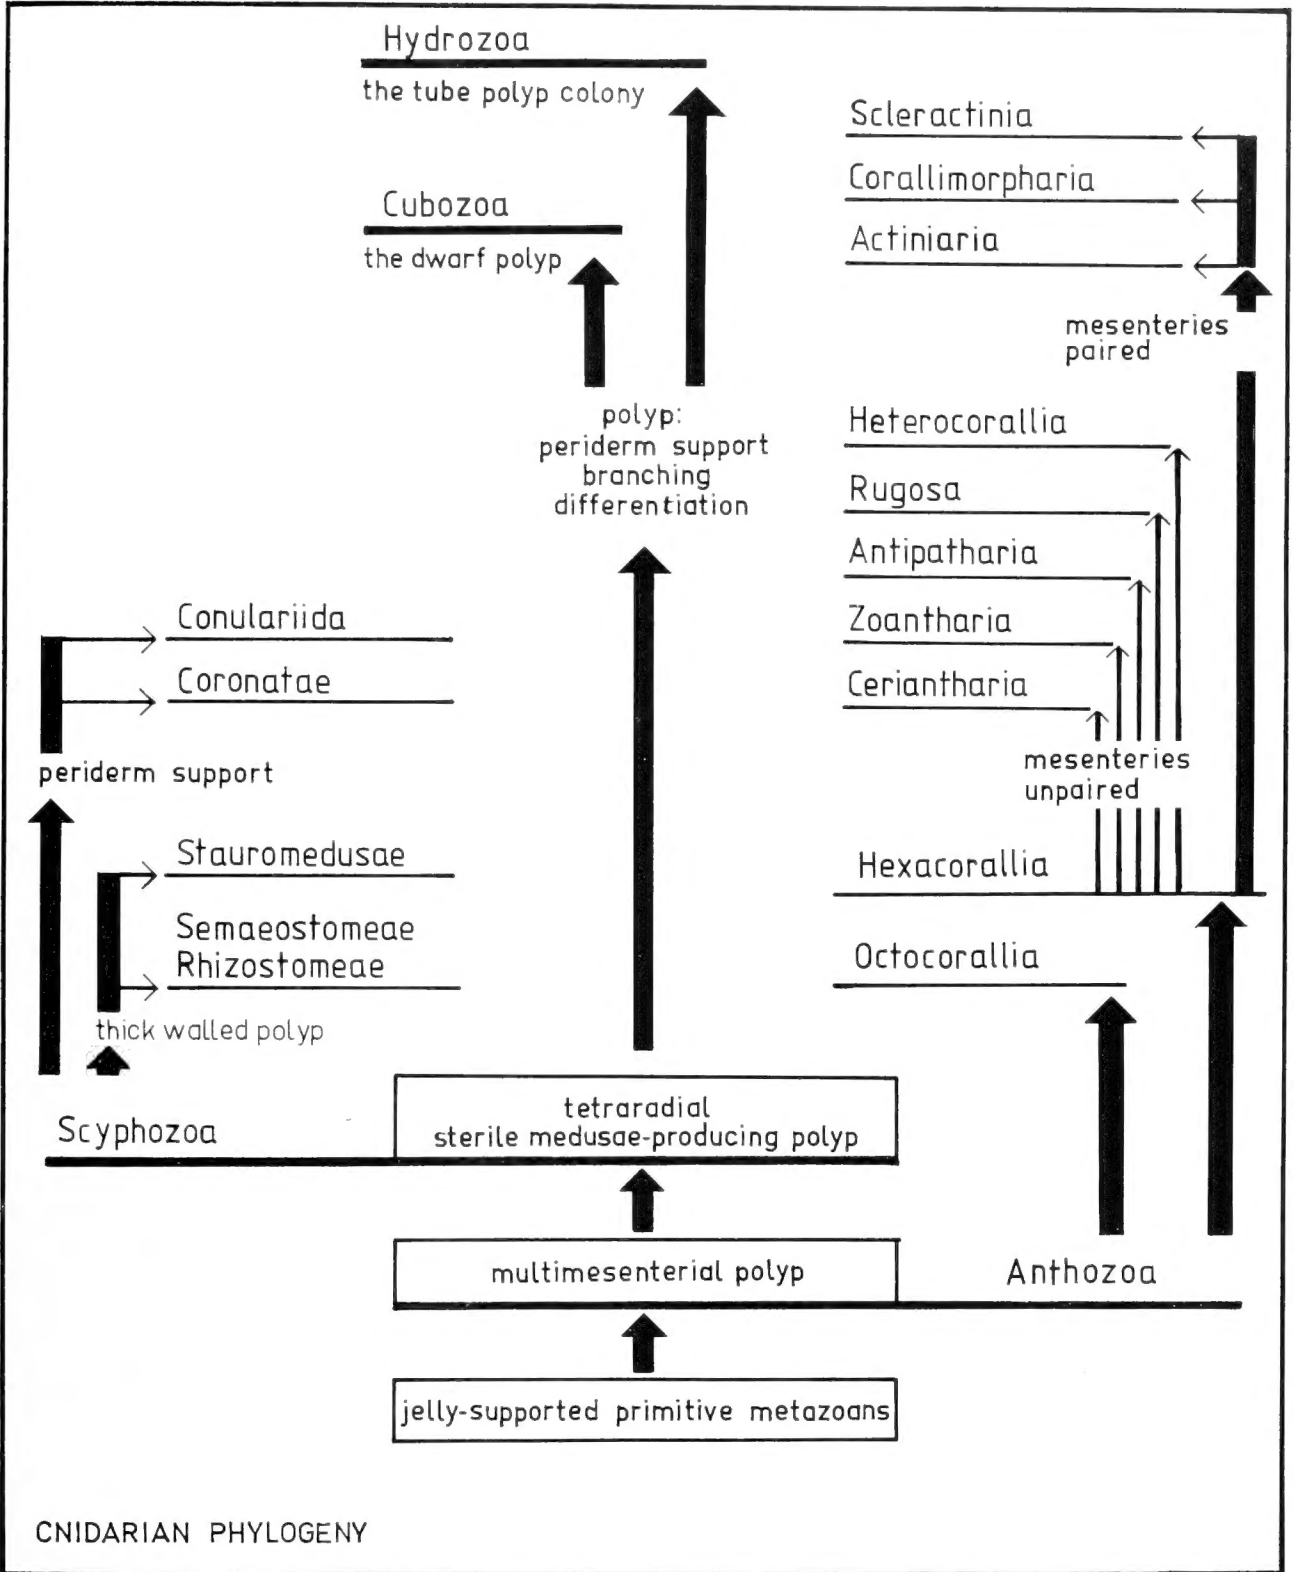 Hydrozoa
the tube polyp colony
Cubozoa
the dwarf polyp
polyp:
periderm support
branching
differentiation
Scleractinia
Corallimorpharia
Actiniaria
mesenteries
paired
Heterocorallia
Rugosa
Antipatharia
Zoantharia
Ceriantharia
mesenteries
unpaired
Hexacorallia
Octocorallia
Conulariida
Coronatae
periderm support
Stauromedusae
Semaeostomeae
Rhizostomeae
thick walled polyp
Scyphozoa
tetraradial
sterile medusae-producing polyp
multimesenterial polyp
Anthozoa
jelly-supported primitive metazoans
CNIDARIAN PHYLOGENY